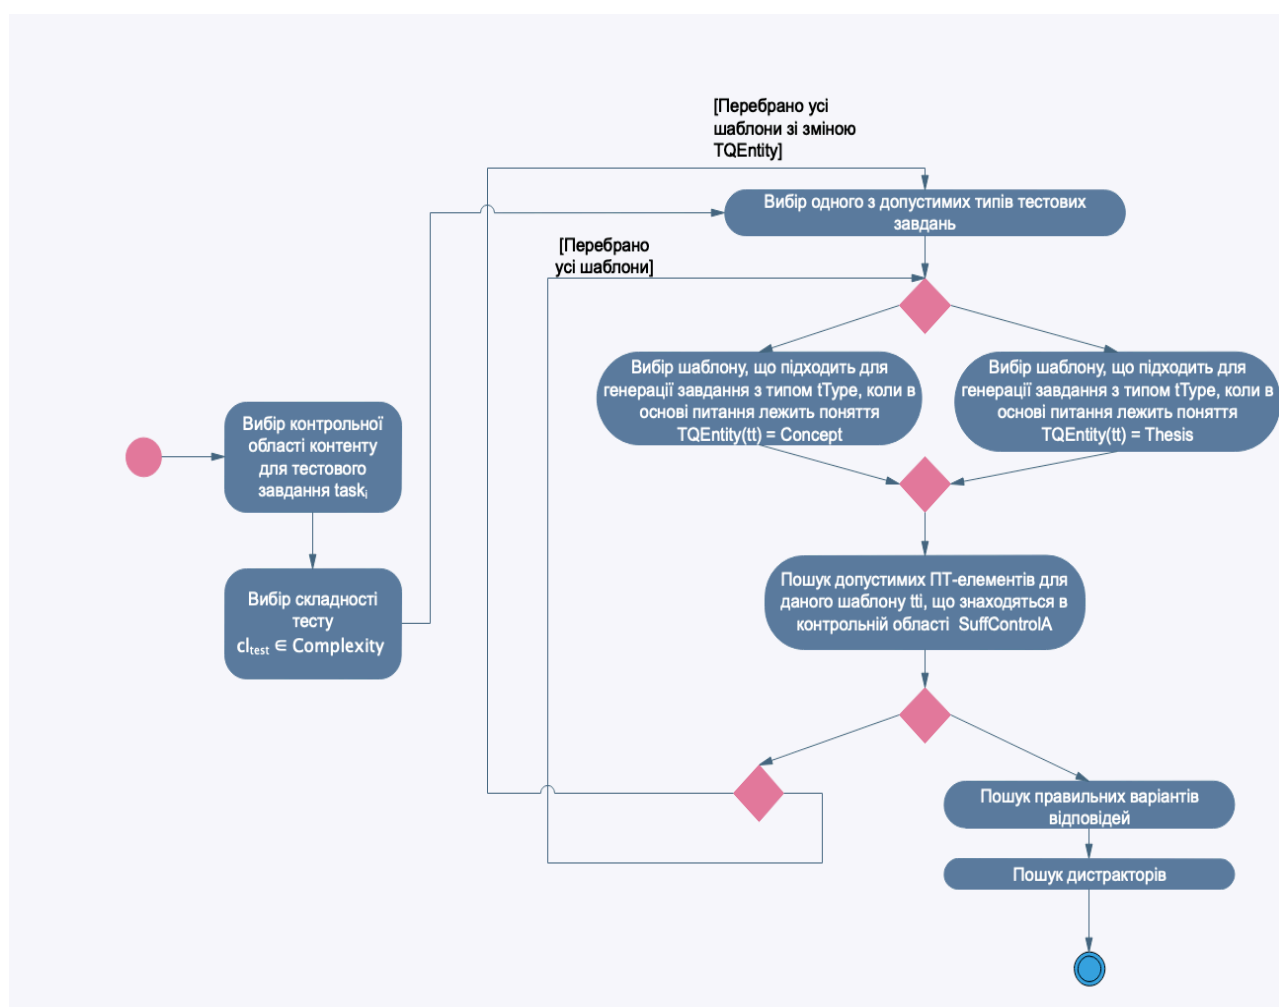 [Перебрано усі
шаблони зі зміною
TQEntity]
Вибір одного з допустимих типів тестових
завдань
[Перебрано
усі шаблони]
Вибір шаблону, що підходить для
генерації завдання з типом tType, коли в
основі питання лежить поняття
TQEntity(tt) = Concept
Вибір шаблону, що підходить для
генерації завдання з типом tType, коли в
основі питання лежить поняття
TQEntity(tt) = Thesis
Вибір контрольної
області контенту
для тестового
завдання taskᵢ
Вибір складності
тесту
clₜₑₛₜ ∈ Complexity
Пошук допустимих ПТ-елементів для
даного шаблону tti, що знаходяться в
контрольній області SuffControlA
Пошук правильних варіантів
відповідей
Пошук дистракторів